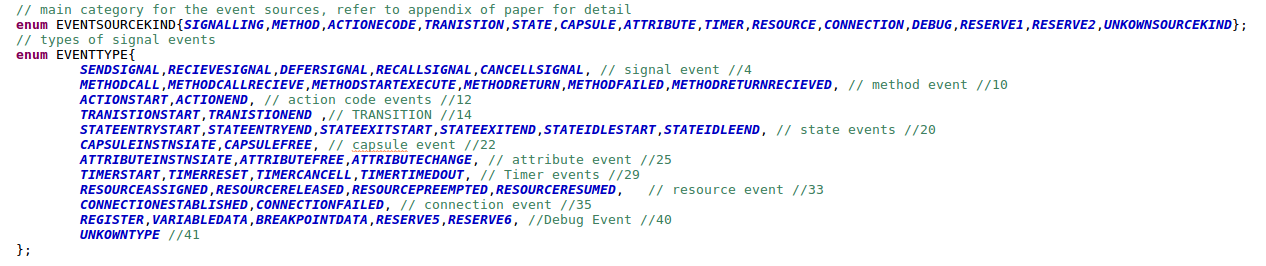 // main category for the event sources, refer to appendix of paper for detail
enum EVENTSOURCEKIND{SIGNALLING,METHOD,ACTIONECODE,TRANISTION,STATE,CAPSULE,ATTRIBUTE,TIMER,RESOURCE,CONNECTION,DEBUG,RESERVE1,RESERVE2,UNKOWNSOURCEKIND};
// types of signal events
enum EVENTTYPE{
SENDSIGNAL,RECIEVESIGNAL,DEFERSIGNAL,RECALLSIGNAL,CANCELLSIGNAL, // signal event //4
METHODCALL,METHODCALLRECIEVE,METHODSTARTEXECUTE,METHODRETURN,METHODFAILED,METHODRETURNRECIEVED, // method event //10
ACTIONSTART,ACTIONEND, // action code events //12
TRANISTIONSTART,TRANISTIONEND ,// TRANSITION //14
STATEENTRYSTART,STATEENTRYEND,STATEEXITSTART,STATEEXITEND,STATEIDLESTART,STATEIDLEEND, // state events //20
CAPSULEINSTNSIATE,CAPSULEFREE, // capsule event //22
ATTRIBUTEINSTNSIATE,ATTRIBUTEFREE,ATTRIBUTECHANGE, // attribute event //25
TIMERSTART,TIMERRESET,TIMERCANCELL,TIMERTIMEDOUT, // Timer events //29
RESOURCEASSIGNED,RESOURCERELEASED,RESOURCEPREEMPTED,RESOURCERESUMED, // resource event //33
CONNECTIONESTABLISHED,CONNECTIONFAILED, // connection event //35
REGISTER,VARIABLEDATA,BREAKPOINTDATA,RESERVE5,RESERVE6, //Debug Event //40
UNKOWNTYPE //41
};